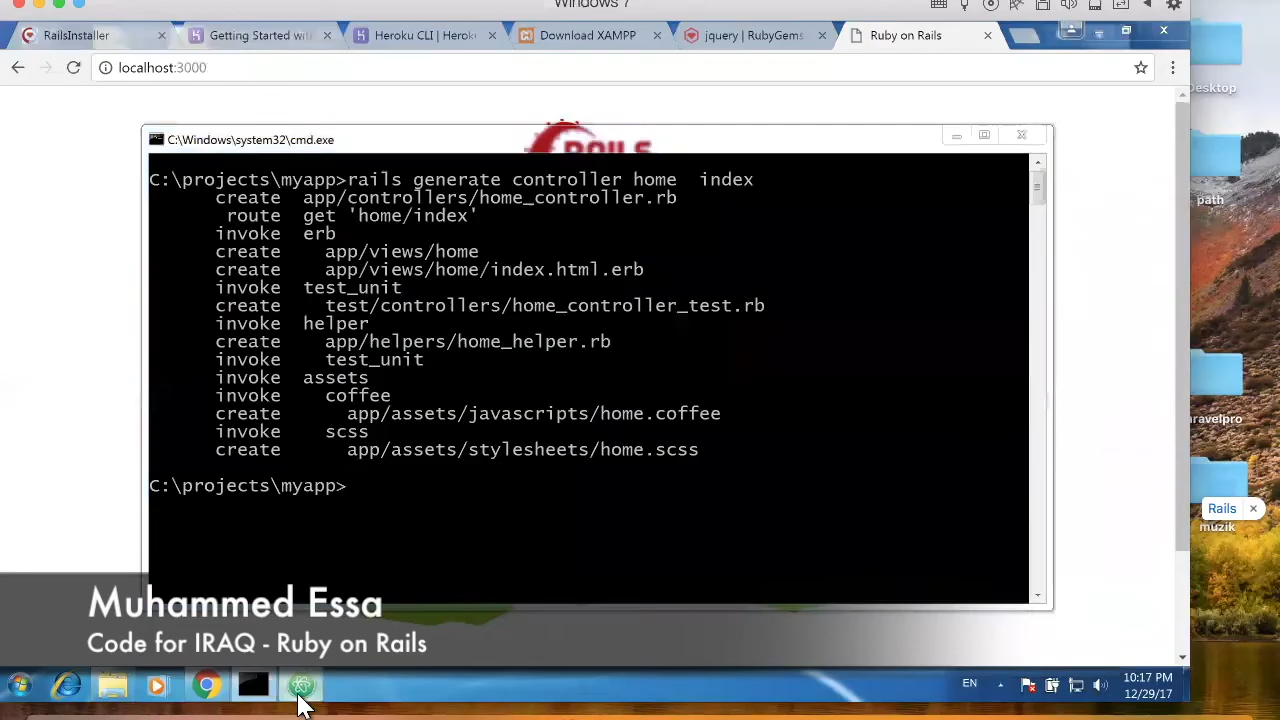 Windows 7
RailsInstaller
Getting Started with
Heroku CLI | Heroku
Download XAMPP
jquery | RubyGems
Ruby on Rails
localhost:3000
Desktop
C:\Windows\system32\cmd.exe
RAILS
path
C:\projects\myapp>rails generate controller home  index
create  app/controllers/home_controller.rb
route  get 'home/index'
invoke  erb
create    app/views/home
create    app/views/home/index.html.erb
invoke  test_unit
create    test/controllers/home_controller_test.rb
invoke  helper
create    app/helpers/home_helper.rb
invoke    test_unit
invoke  assets
invoke    coffee
create      app/assets/javascripts/home.coffee
invoke    scss
create      app/assets/stylesheets/home.scss
C:\projects\myapp>
ravelpro
Rails
muzik
Muhammed Essa
Code for IRAQ - Ruby on Rails
EN
10:17 PM
12/29/17